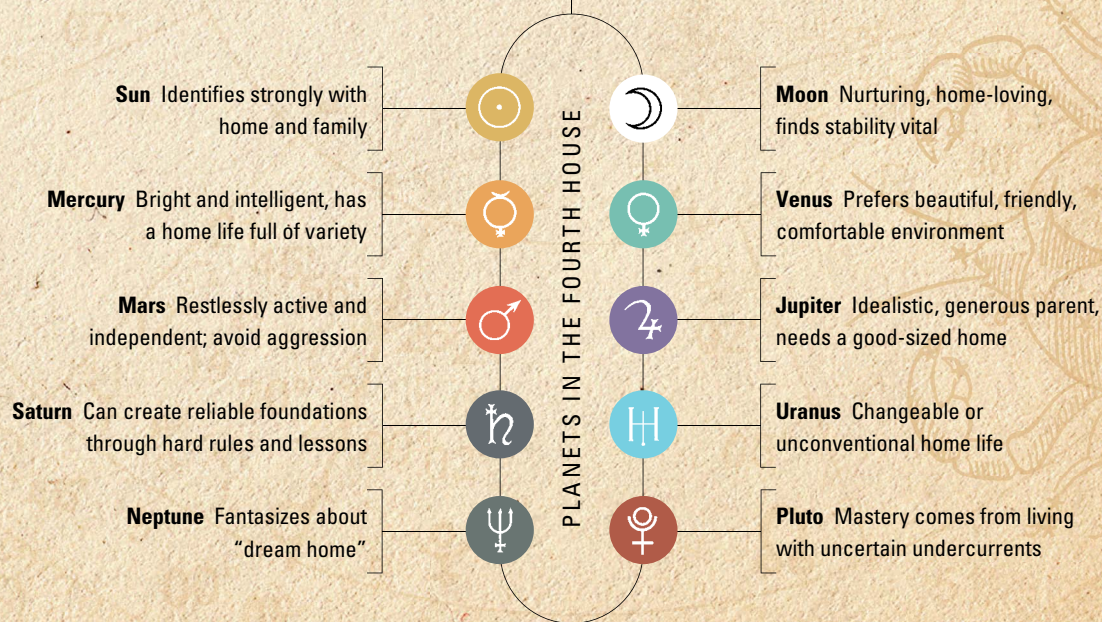 Sun Identifies strongly with
home and family
Mercury Bright and intelligent, has
a home life full of variety
Mars Restlessly active and
independent; avoid aggression
Saturn Can create reliable foundations
through hard rules and lessons
Neptune Fantasizes about
“dream home”
PLANETS IN THE FOURTH HOUSE
Moon Nurturing, home-loving,
finds stability vital
Venus Prefers beautiful, friendly,
comfortable environment
Jupiter Idealistic, generous parent,
needs a good-sized home
Uranus Changeable or
unconventional home life
Pluto Mastery comes from living
with uncertain undercurrents